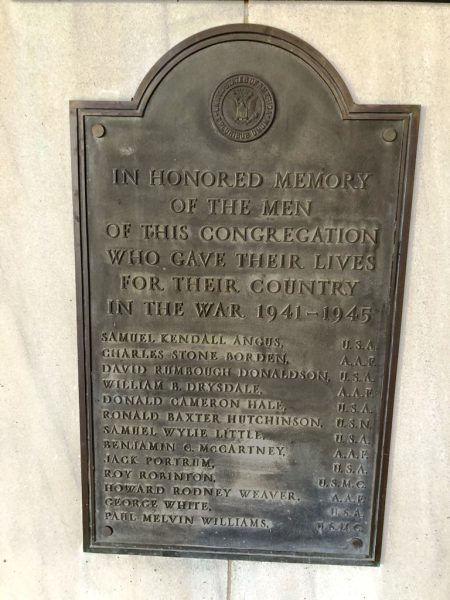 IN HONORED MEMORY
OF THE MEN
OF THIS CONGREGATION
WHO GAVE THEIR LIVES
FOR THEIR COUNTRY
IN THE WAR 1941-1945
SAMUEL KENDALL ANGUS, U.S.A.
CHARLES STONE BORDEN, A.A.F.
DAVID RUMBOUGH DONALDSON, U.S.A.
WILLIAM B. DRYSDALE, A.A.F.
DONALD CAMERON HALE, U.S.A.
RONALD BAXTER HUTCHINSON, U.S.N.
SAMUEL WYLIE LITTLE, U.S.A.
BENJAMIN C. McCARTNEY, A.A.F.
JACK PORTRUM, U.S.A.
ROY ROBINTON, U.S.M.C.
HOWARD RODNEY WEAVER, A.A.F.
GEORGE WHITE, U.S.A.
PAUL MELVIN WILLIAMS, U.S.M.C.